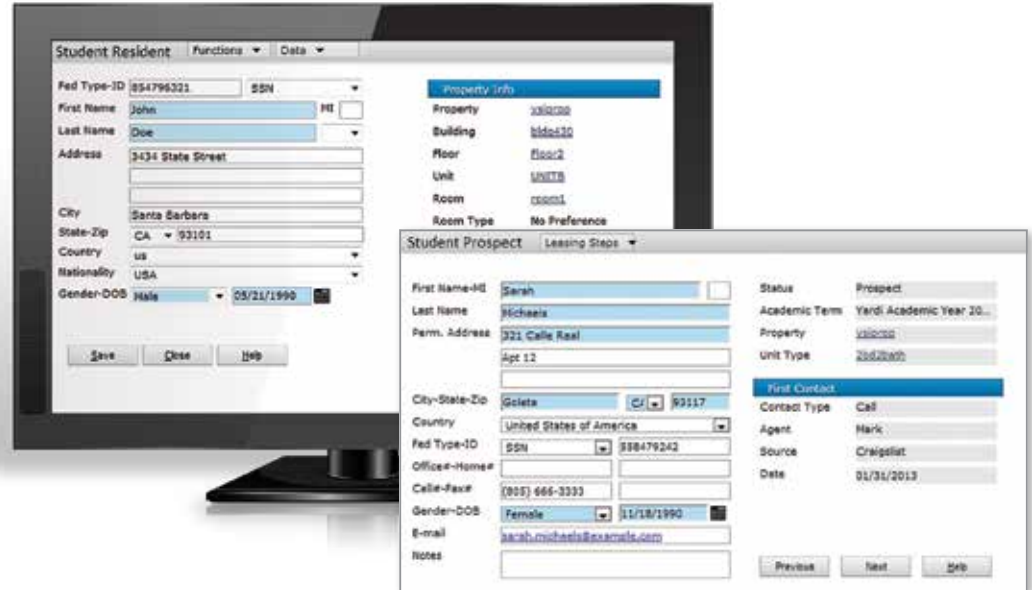 Student Resident Functions Data
Fed Type-ID 854796321 SSN
First Name John MI
Last Name Doe
Address 3434 State Street
City Santa Barbara
State-Zip CA 93101
Country us
Nationality USA
Gender-DOB Male 05/21/1990
Save Close Help
Property Info
Property
Building bldg430
Floor floor2
Unit UNIT8
Room room1
Room Type No Preference
Student Prospect Leasing Steps
First Name-MI Sarah
Last Name Michaels
Perm. Address 321 Calle Real
Apt 12
City-State-Zip Goleta CA 93117
Country United States of America
Fed Type-ID SSN 558479242
Office#-Home#
Cell#-Fax# (805) 666-3333
Gender-DOB Female 11/18/1990
E-mail sarah.michaels@example.com
Notes
Status Prospect
Academic Term Yardi Academic Year 20...
Property
Unit Type 2bd2bath
First Contact
Contact Type Call
Agent Mark
Source Craigslist
Date 01/31/2013
Previous Next Help